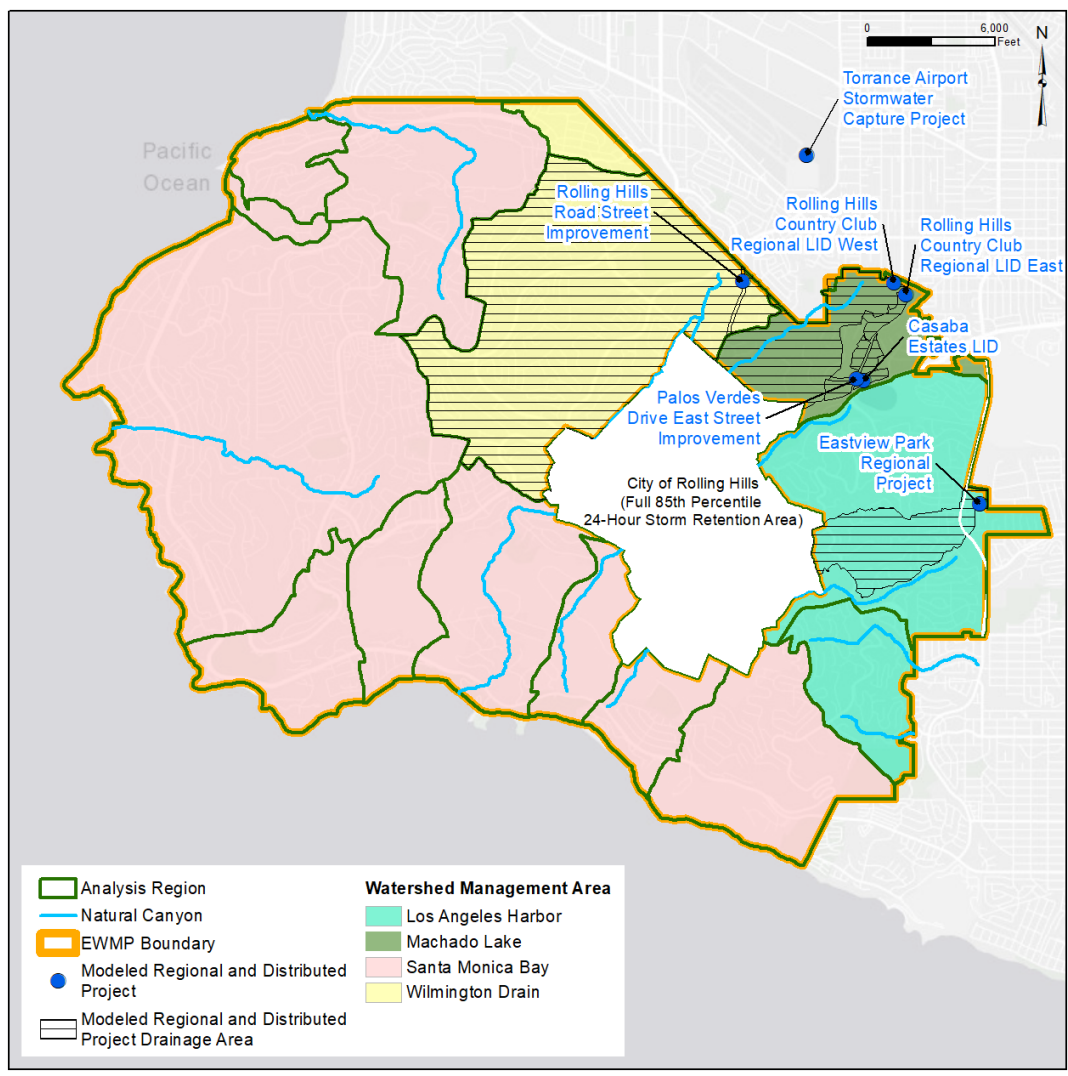 0
6,000
Feet
N
Torrance Airport
Stormwater
Capture Project
Pacific
Ocean
Rolling Hills
Road Street
Improvement
Rolling Hills
Country Club
Regional LID West
Rolling Hills
Country Club
Regional LID East
Casaba
Estates LID
Palos Verdes
Drive East Street
Improvement
Eastview Park
Regional
Project
City of Rolling Hills
(Full 85th Percentile
24-Hour Storm Retention Area)
Analysis Region
Natural Canyon
EWMP Boundary
Modeled Regional and Distributed
Project
Modeled Regional and Distributed
Project Drainage Area
Watershed Management Area
Los Angeles Harbor
Machado Lake
Santa Monica Bay
Wilmington Drain